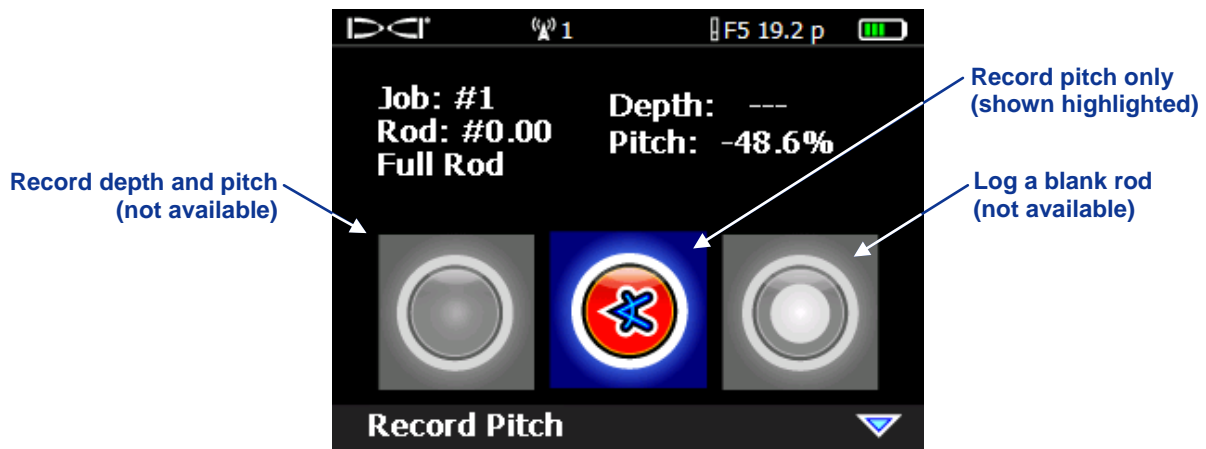 DCI 1 F5 19.2 p
Record pitch only
(shown highlighted)
Job: #1
Rod: #0.00
Full Rod
Depth: ---
Pitch: -48.6%
Record depth and pitch
(not available)
Log a blank rod
(not available)
Record Pitch